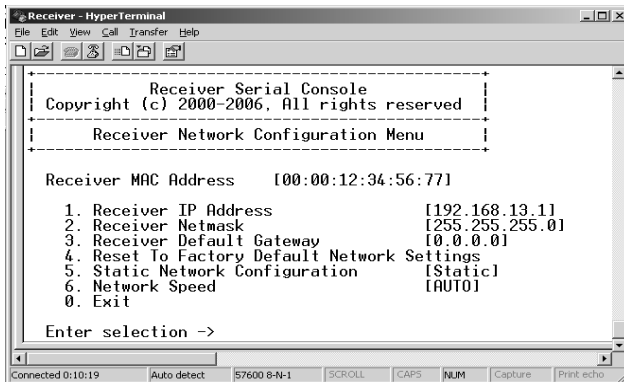 Receiver - HyperTerminal
File Edit View Call Transfer Help
Receiver Serial Console
Copyright (c) 2000-2006, All rights reserved
Receiver Network Configuration Menu
Receiver MAC Address [00:00:12:34:56:77]
1. Receiver IP Address [192.168.13.1]
2. Receiver Netmask [255.255.255.0]
3. Receiver Default Gateway [0.0.0.0]
4. Reset To Factory Default Network Settings
5. Static Network Configuration [Static]
6. Network Speed [AUTO]
0. Exit
Enter selection ->
Connected 0:10:19 Auto detect 57600 8-N-1 SCROLL CAPS NUM Capture Print echo